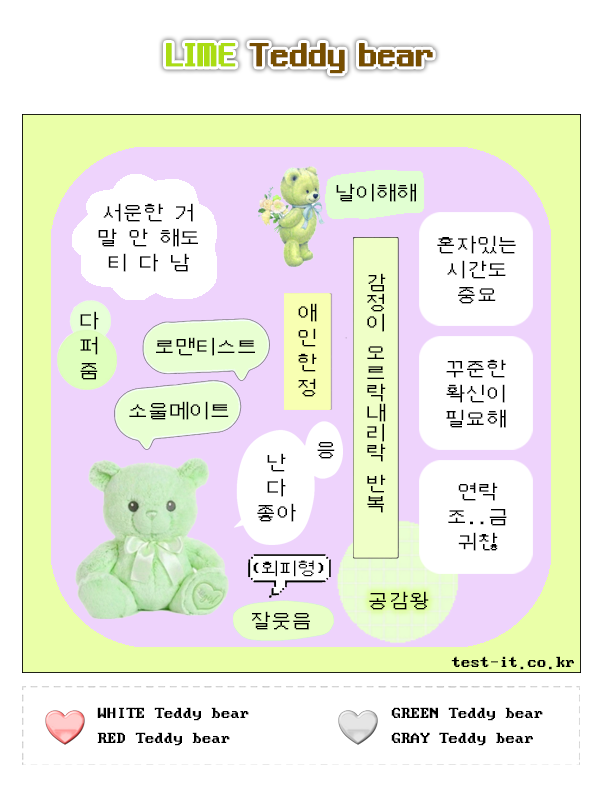 LIME Teddy bear
서운한 거
말 안 해도
티 다 남
날이해해
혼자있는
시간도
중요
다
퍼
줌
로맨티스트
애
인
한
정
감정이 오르락내리락 반복
꾸준한
확신이
필요해
소울메이트
난
다
좋아
응
연락
조..금
귀찮
(회피형)
잘웃음
공감왕
test-it.co.kr
WHITE Teddy bear
RED Teddy bear
GREEN Teddy bear
GRAY Teddy bear